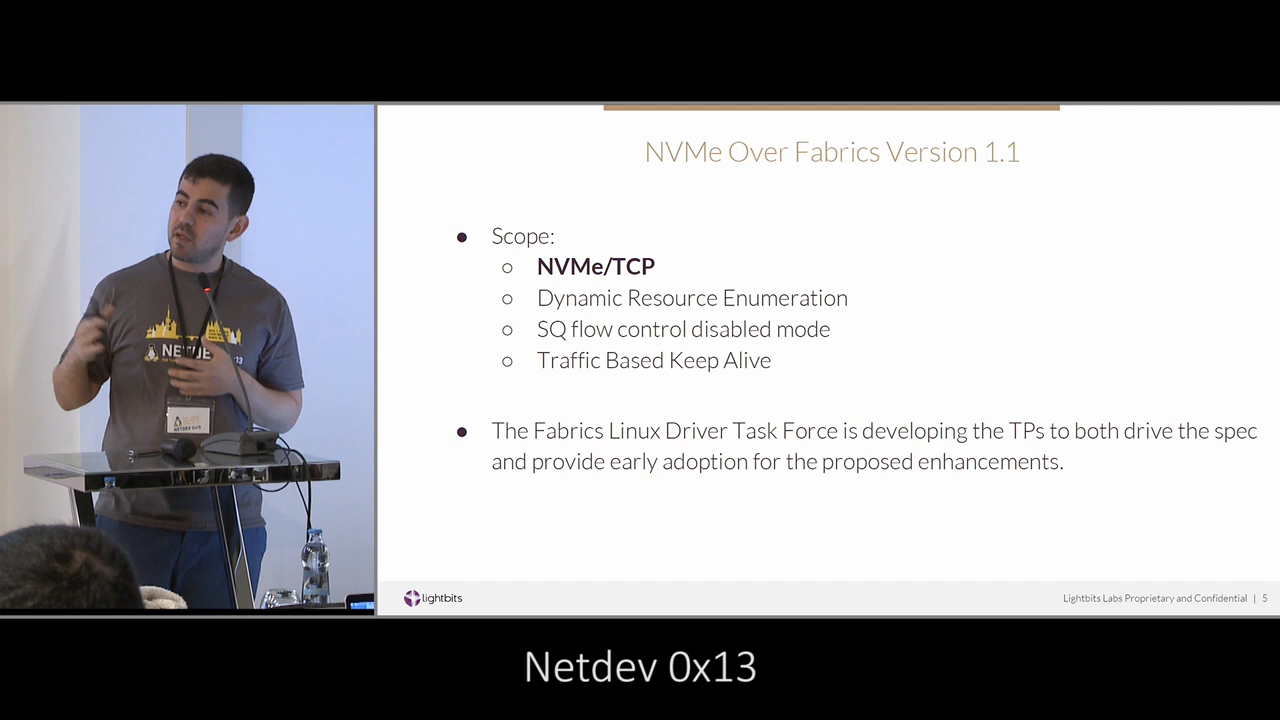 NVMe Over Fabrics Version 1.1
● Scope:
○ NVMe/TCP
○ Dynamic Resource Enumeration
○ SQ flow control disabled mode
○ Traffic Based Keep Alive
● The Fabrics Linux Driver Task Force is developing the TPs to both drive the spec
and provide early adoption for the proposed enhancements.
lightbits
Lightbits Labs Proprietary and Confidential | 5
NETDEV 0x13
Netdev 0x13